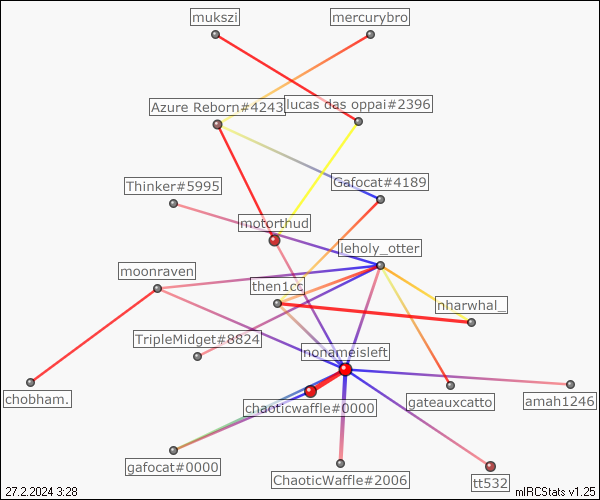 mukszi
mercurybro
Azure Reborn#4243
lucas das oppai#2396
Thinker#5995
Gafocat#4189
motorthud
leholy_otter
moonraven
then1cc
nharwhal_
TripleMidget#8824
nonameisleft
chobham.
chaoticwaffle#0000
gateauxcatto
amah1246
gafocat#0000
ChaoticWaffle#2006
tt532
27.2.2024 3:28
mIRCStats v1.25